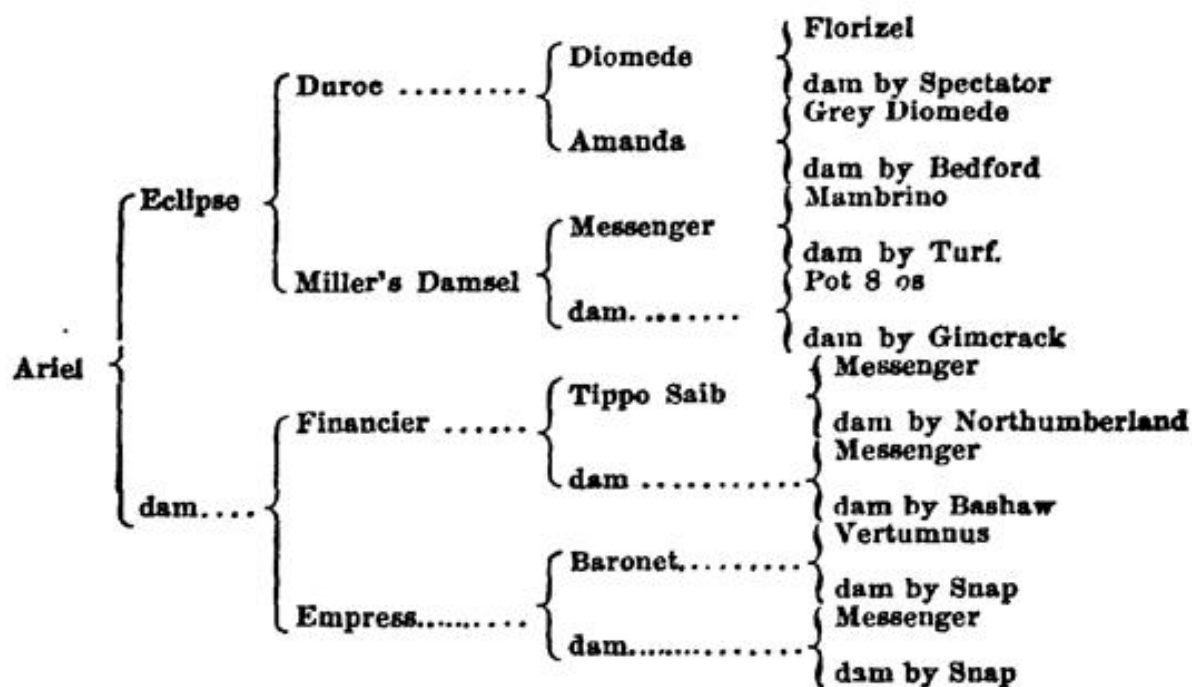 Florizel
Diomede
Duroc ......... dam by Spectator
Grey Diomede
Amanda
dam by Bedford
Eclipse Mambrino
Messenger
dam by Turf.
Miller's Damsel Pot 8 os
dam........
dam by Gimcrack
Ariel Messenger
Tippo Saib
Financier ...... dam by Northumberland
Messenger
dam ...........
dam.... dam by Bashaw
Vertumnus
Baronet.........
dam by Snap
Empress........ Messenger
dam............
dam by Snap